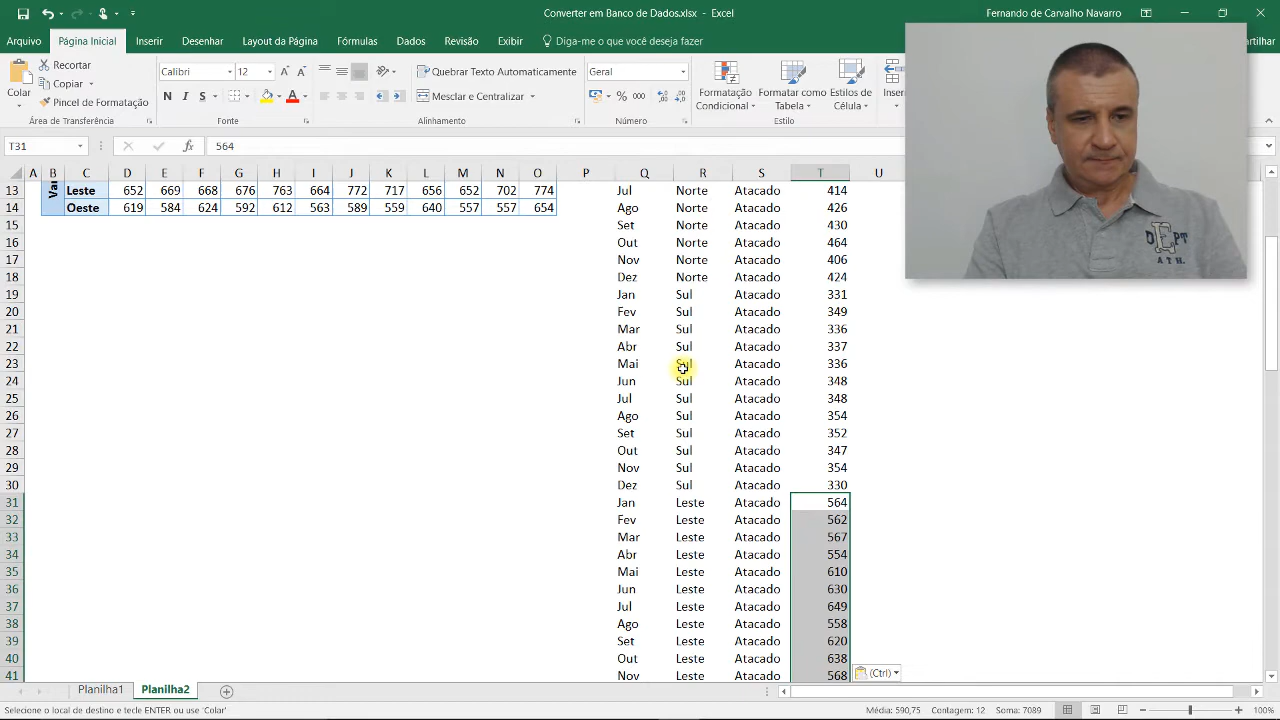 Converter em Banco de Dados.xlsx - Excel
Fernando de Carvalho Navarro
Arquivo Página Inicial Inserir Desenhar Layout da Página Fórmulas Dados Revisão Exibir Diga-me o que você deseja fazer
Recortar
Copiar
Pincel de Formatação
Colar
Área de Transferência
Calibri 12
N I S
Fonte
Quebrar Texto Automaticamente
Mesclar e Centralizar
Alinhamento
Geral
% 000
Número
Formatação Condicional
Formatar como Tabela
Estilos de Célula
Estilo
T31 fx 564
A B C D E F G H I J K L M N O P Q R S T U
13 Leste 652 669 668 676 763 664 772 717 656 652 702 774 Jul Norte Atacado 414
14 Oeste 619 584 624 592 612 563 589 559 640 557 557 654 Ago Norte Atacado 426
15 Set Norte Atacado 430
16 Out Norte Atacado 464
17 Nov Norte Atacado 406
18 Dez Norte Atacado 424
19 Jan Sul Atacado 331
20 Fev Sul Atacado 349
21 Mar Sul Atacado 336
22 Abr Sul Atacado 337
23 Mai Sul Atacado 336
24 Jun Sul Atacado 348
25 Jul Sul Atacado 348
26 Ago Sul Atacado 354
27 Set Sul Atacado 352
28 Out Sul Atacado 347
29 Nov Sul Atacado 354
30 Dez Sul Atacado 330
31 Jan Leste Atacado 564
32 Fev Leste Atacado 562
33 Mar Leste Atacado 567
34 Abr Leste Atacado 554
35 Mai Leste Atacado 610
36 Jun Leste Atacado 630
37 Jul Leste Atacado 649
38 Ago Leste Atacado 558
39 Set Leste Atacado 620
40 Out Leste Atacado 638
41 Nov Leste Atacado 568
(Ctrl)
Planilha1 Planilha2
Selecione o local de destino e tecle ENTER ou use 'Colar'
Média: 590,75 Contagem: 12 Soma: 7089
100%
DEPT
ATH.